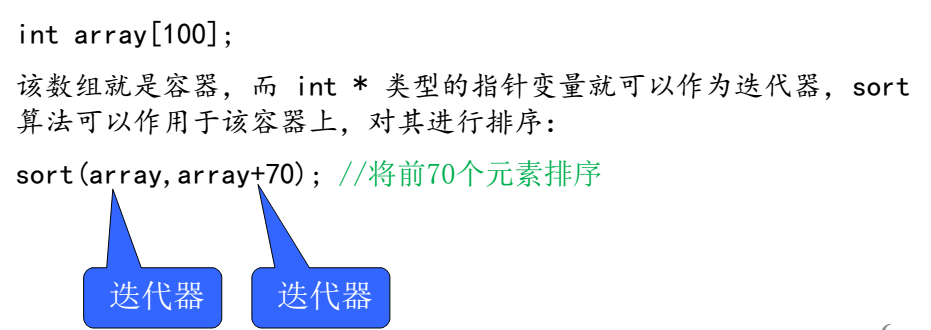 int array[100];
该数组就是容器，而 int * 类型的指针变量就可以作为迭代器，sort
算法可以作用于该容器上，对其进行排序：
sort(array,array+70); //将前70个元素排序
迭代器 迭代器